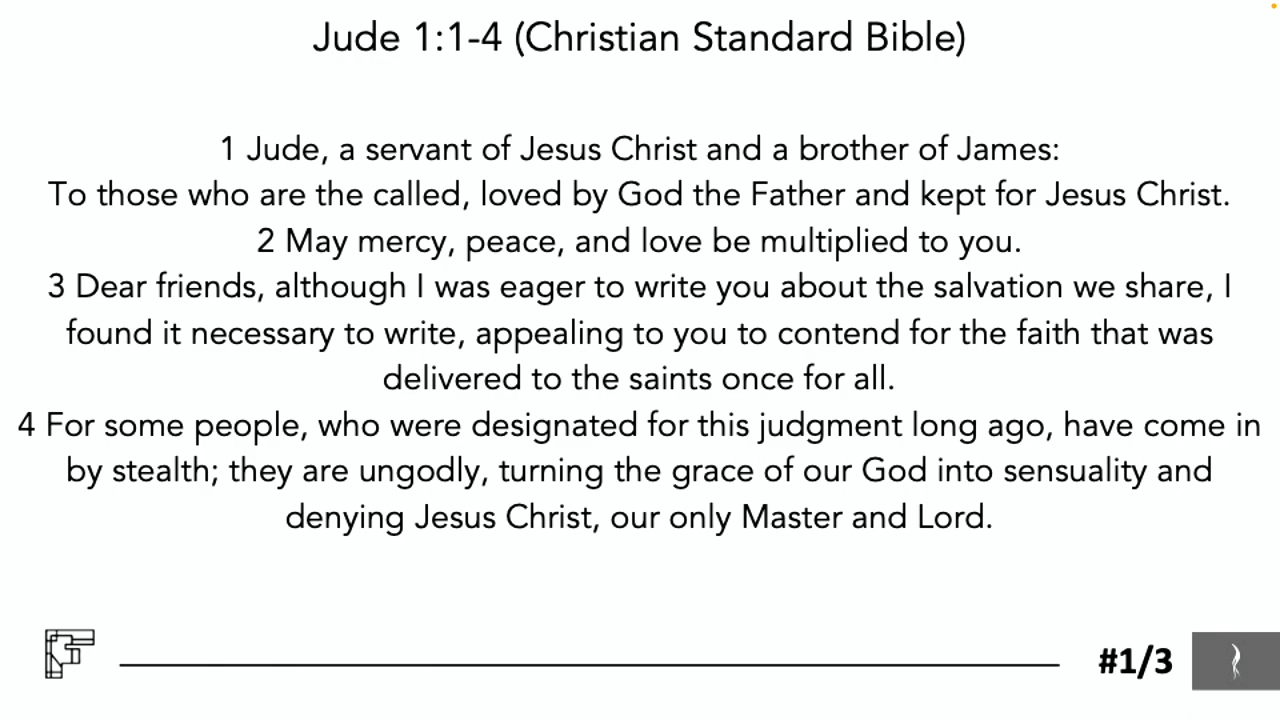 Jude 1:1-4 (Christian Standard Bible)
1 Jude, a servant of Jesus Christ and a brother of James:
To those who are the called, loved by God the Father and kept for Jesus Christ.
2 May mercy, peace, and love be multiplied to you.
3 Dear friends, although I was eager to write you about the salvation we share, I
found it necessary to write, appealing to you to contend for the faith that was
delivered to the saints once for all.
4 For some people, who were designated for this judgment long ago, have come in
by stealth; they are ungodly, turning the grace of our God into sensuality and
denying Jesus Christ, our only Master and Lord.
#1/3